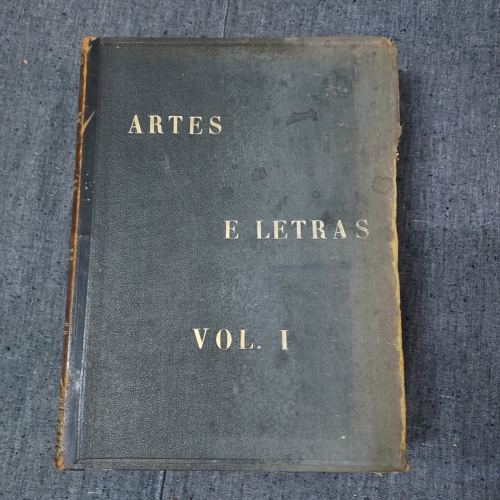 ARTES
E LETRAS
VOL. I